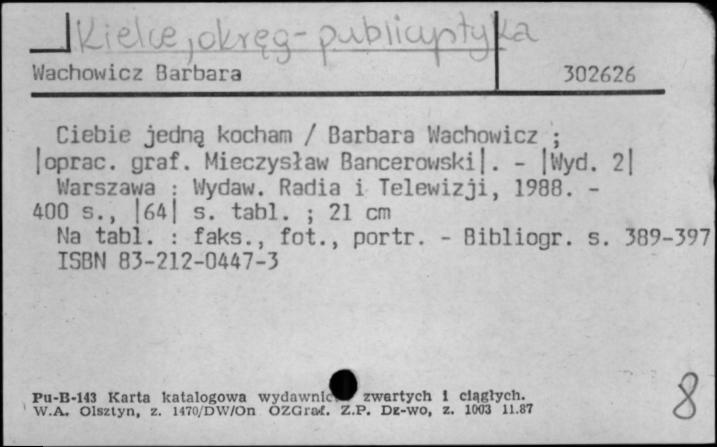 Kielce, okręg - publicystyka
Wachowicz Barbara 302626
Ciebie jedną kocham / Barbara Wachowicz ;
|oprac. graf. Mieczysław Bancerowski|. - |Wyd. 2|
Warszawa : Wydaw. Radia i Telewizji, 1988. -
400 s., |64| s. tabl. ; 21 cm
Na tabl. : faks., fot., portr. - Bibliogr. s. 389-397
ISBN 83-212-0447-3
Pu-B-143 Karta katalogowa wydawnic zwartych i ciągłych.
W.A. Olsztyn, z. 1470/DW/On OZGraf. Z.P. Dz-wo, z. 1003 11.87
8